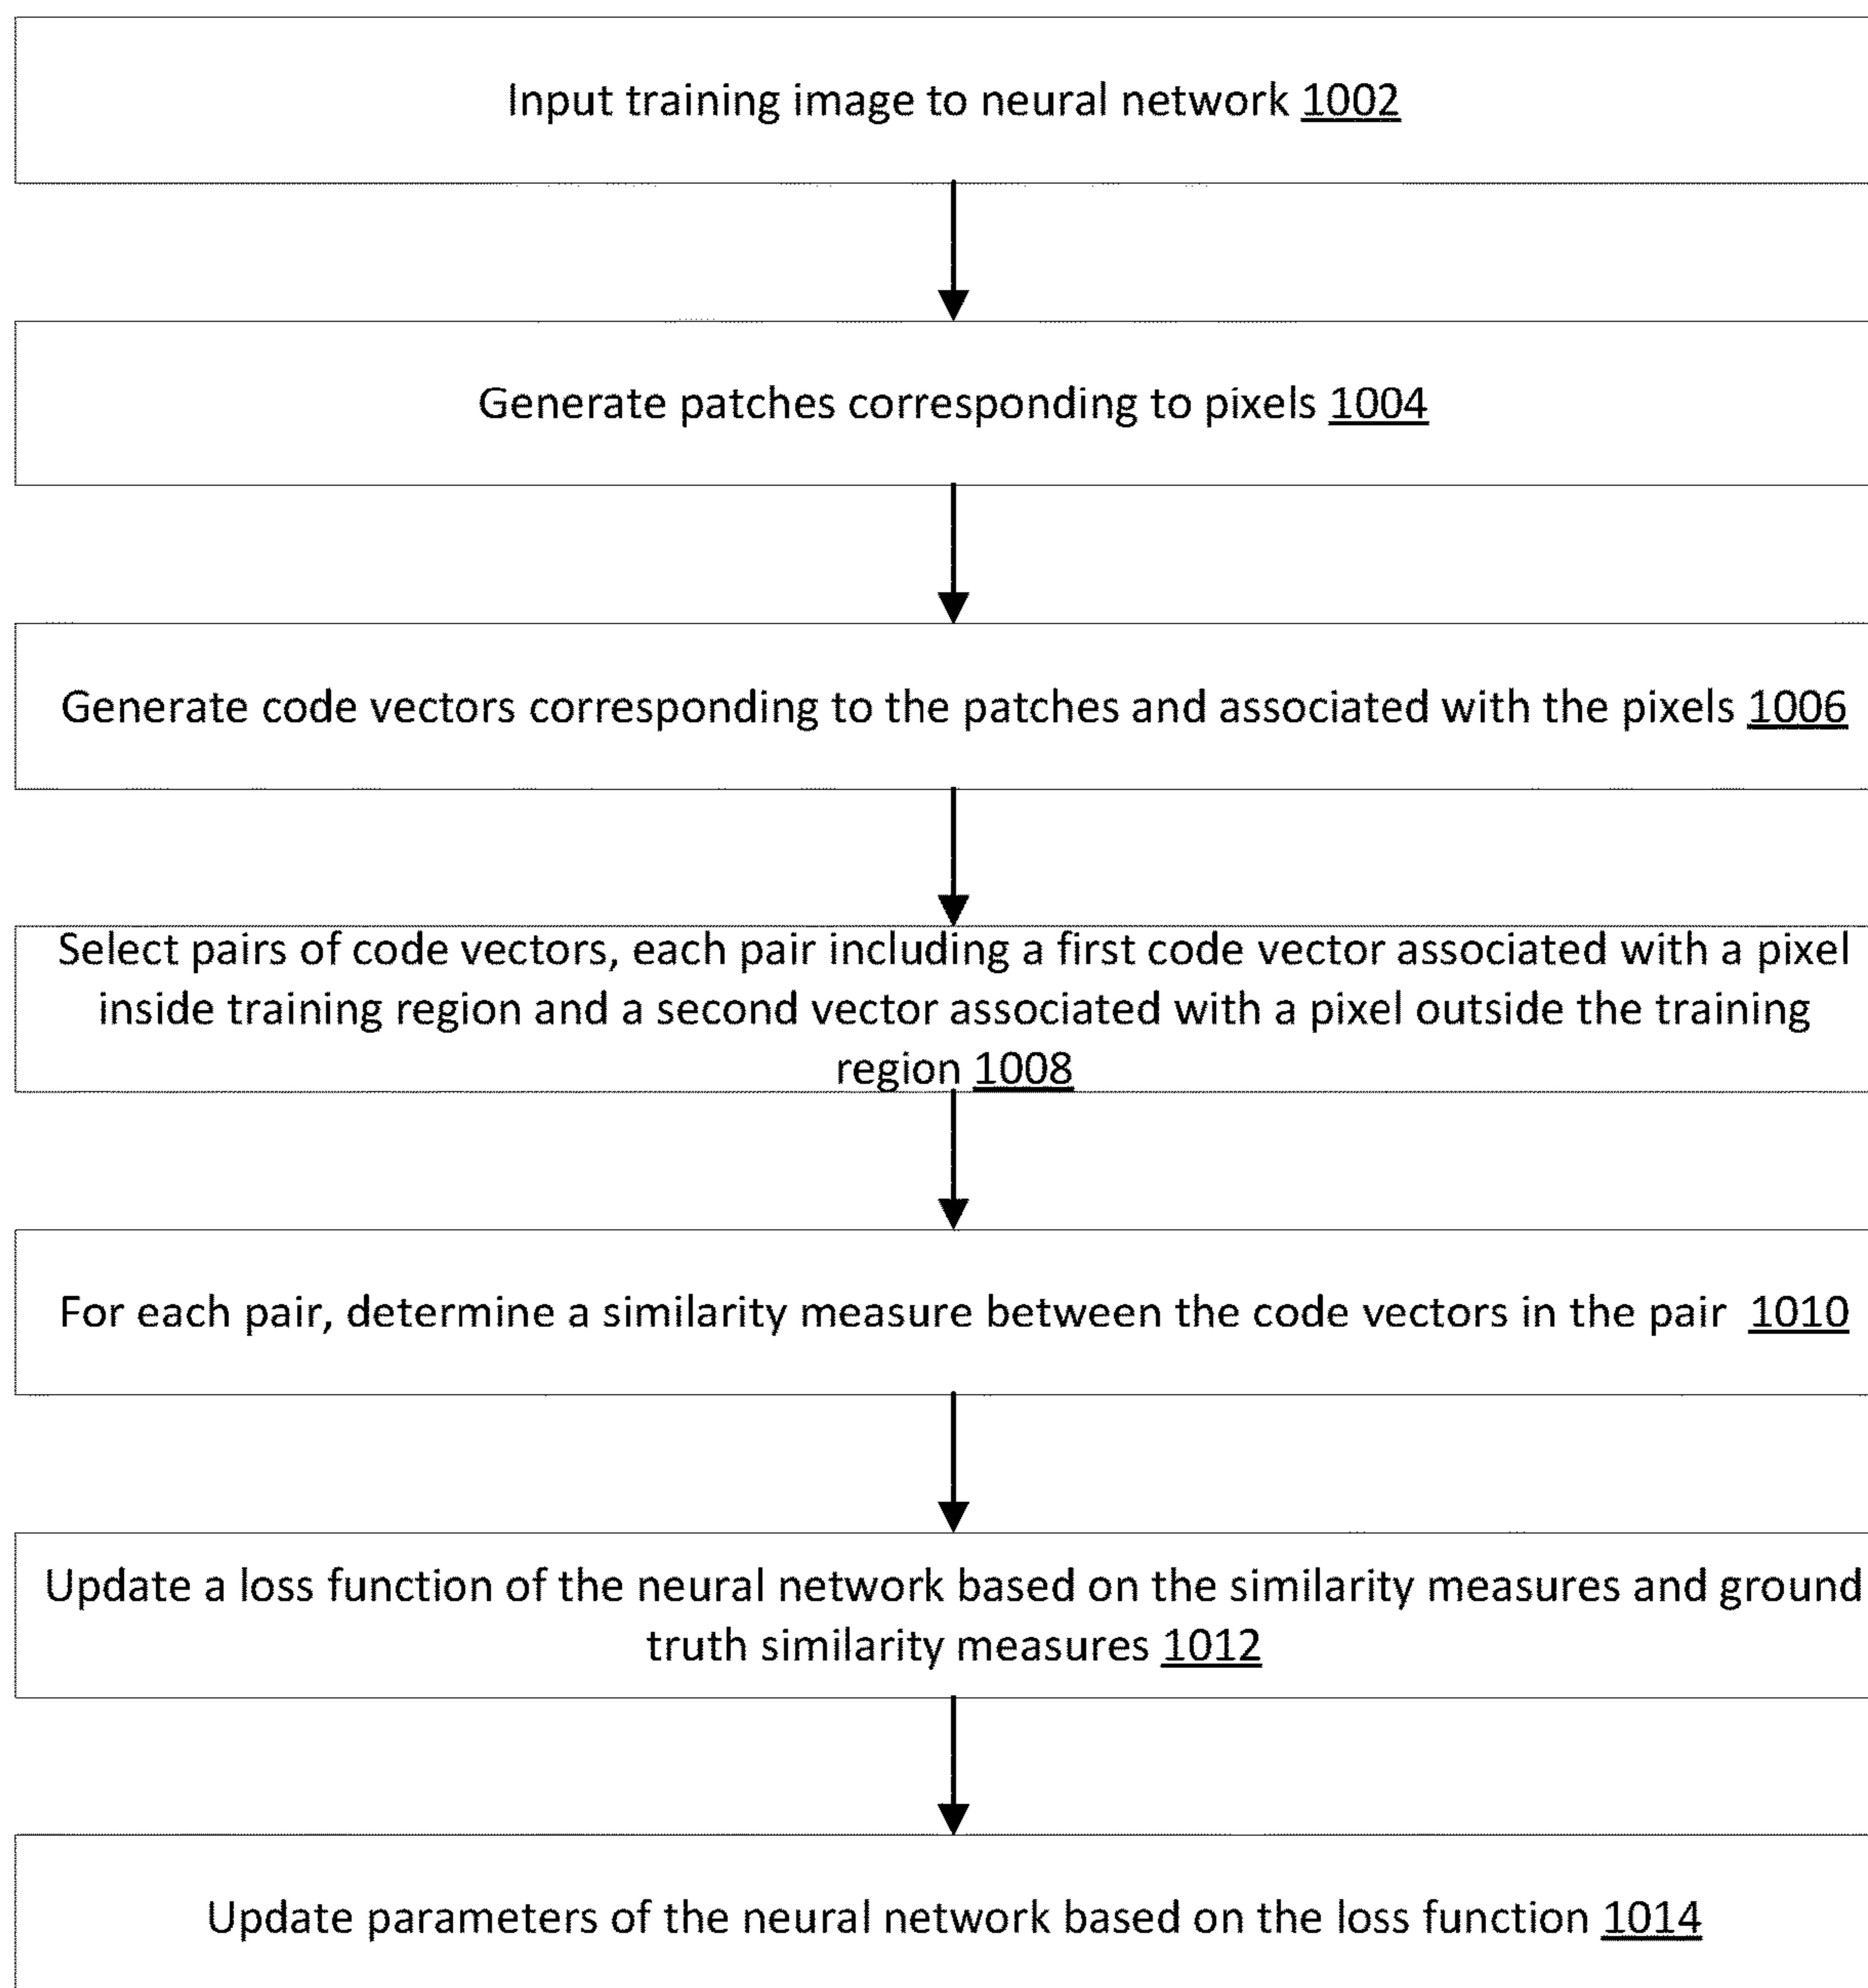 Input training image to neural network 1002
Generate patches corresponding to pixels 1004
Generate code vectors corresponding to the patches and associated with the pixels 1006
Select pairs of code vectors, each pair including a first code vector associated with a pixel
inside training region and a second vector associated with a pixel outside the training
region 1008
For each pair, determine a similarity measure between the code vectors in the pair 1010
Update a loss function of the neural network based on the similarity measures and ground
truth similarity measures 1012
Update parameters of the neural network based on the loss function 1014